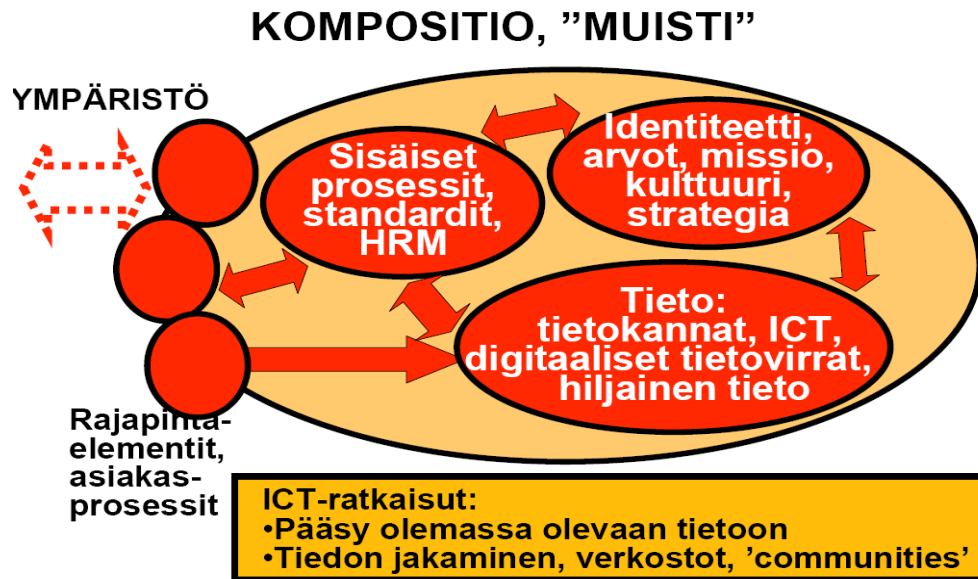 KOMPOSITIO, ”MUISTI”
YMPÄRISTÖ
Sisäiset
prosessit,
standardit,
HRM
Identiteetti,
arvot, missio,
kulttuuri,
strategia
Tieto:
tietokannat, ICT,
digitaaliset tietovirrat,
hiljainen tieto
Rajapinta-
elementit,
asiakas-
prosessit
ICT-ratkaisut:
•Pääsy olemassa olevaan tietoon
•Tiedon jakaminen, verkostot, ’communities’